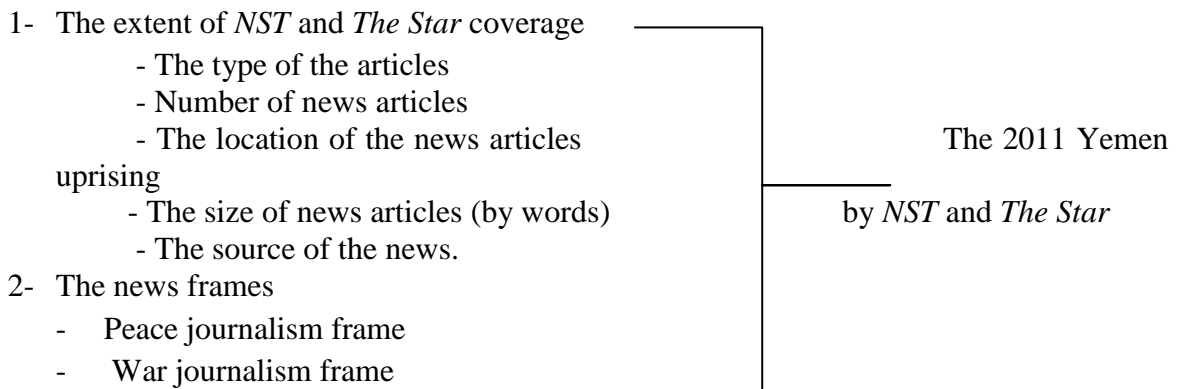 1- The extent of NST and The Star coverage
- The type of the articles
- Number of news articles
- The location of the news articles The 2011 Yemen
uprising
- The size of news articles (by words) by NST and The Star
- The source of the news.
2- The news frames
- Peace journalism frame
- War journalism frame